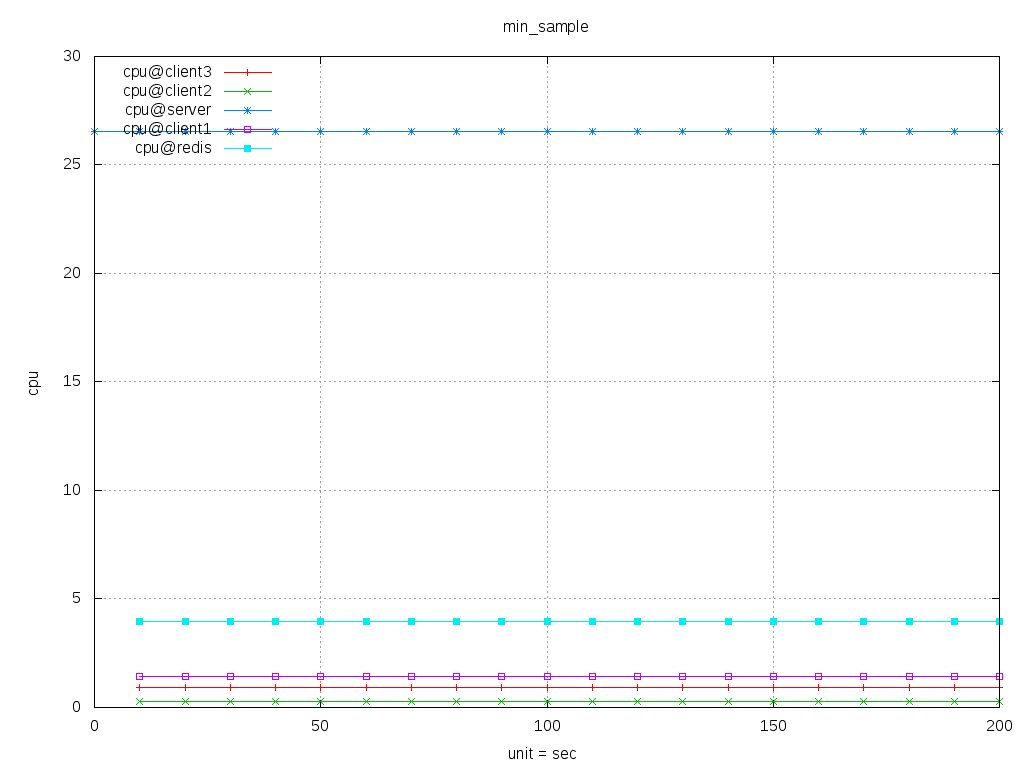 min_sample
30
cpu@client3
cpu@client2
cpu@server
cpu@client1
cpu@redis
25
20
cpu
15
10
5
0
0 50 100 150 200
unit = sec